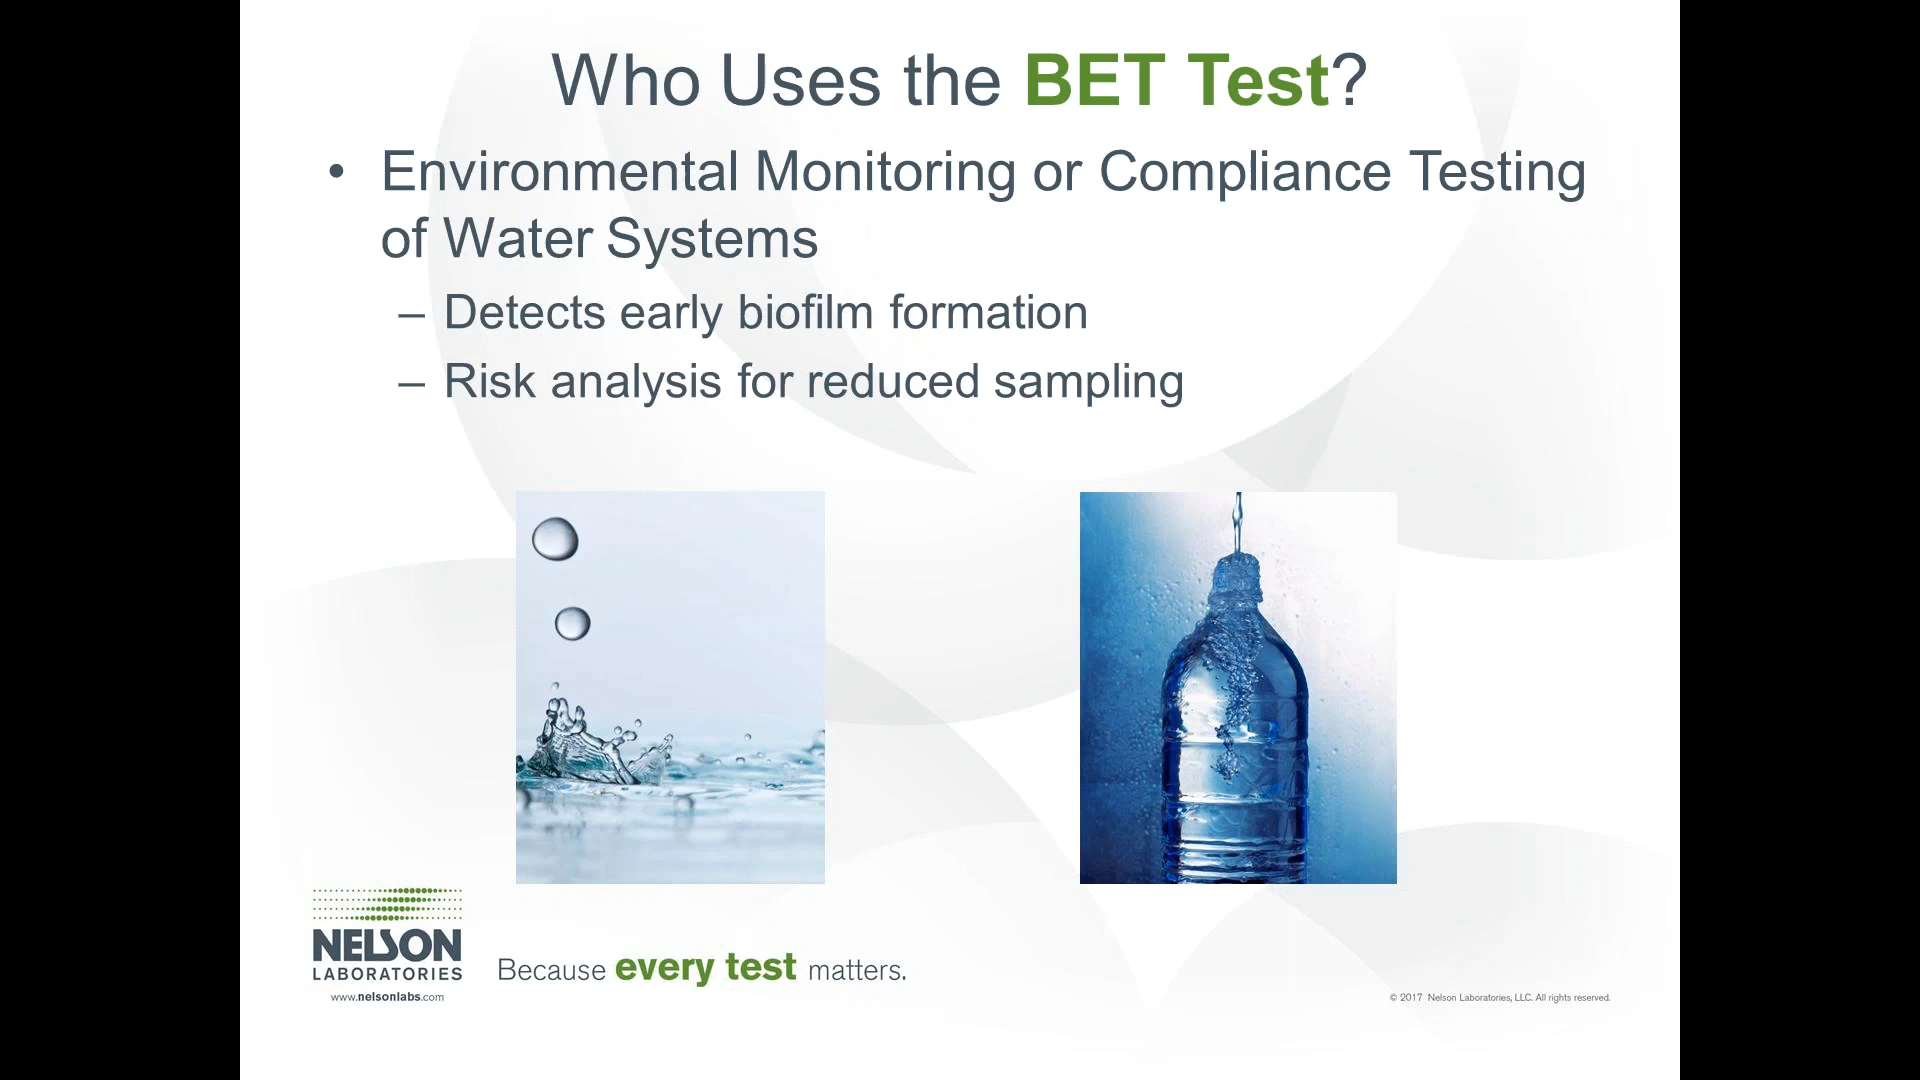 Who Uses the BET Test?
• Environmental Monitoring or Compliance Testing
of Water Systems
– Detects early biofilm formation
– Risk analysis for reduced sampling
NELSON
LABORATORIES
www.nelsonlabs.com
Because every test matters.
© 2017 Nelson Laboratories, LLC. All rights reserved.